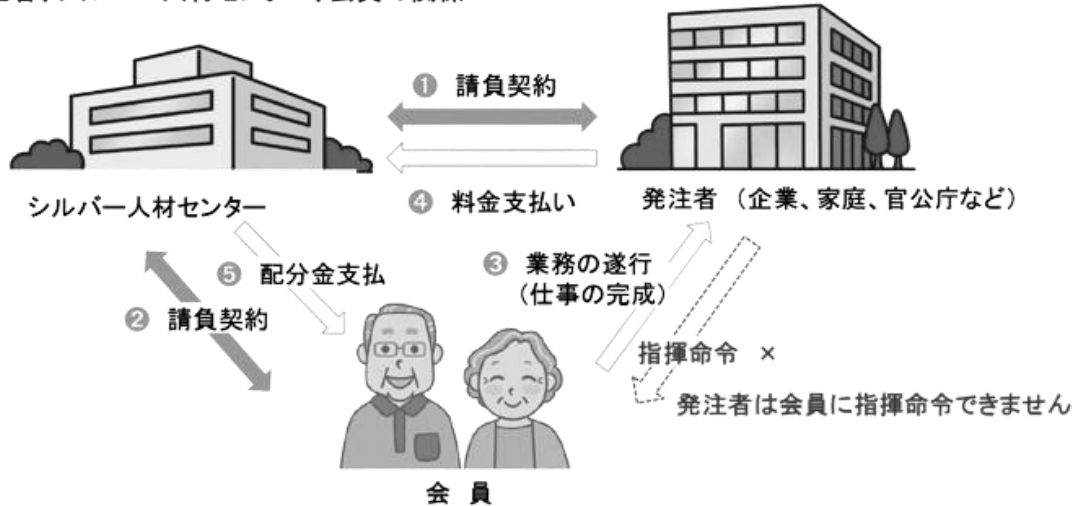 ❶ 請負契約
❹ 料金支払い
シルバー人材センター
発注者 （企業、家庭、官公庁など）
❺ 配分金支払
❸ 業務の遂行
（仕事の完成）
❷ 請負契約
指揮命令 ×
発注者は会員に指揮命令できません
会 員